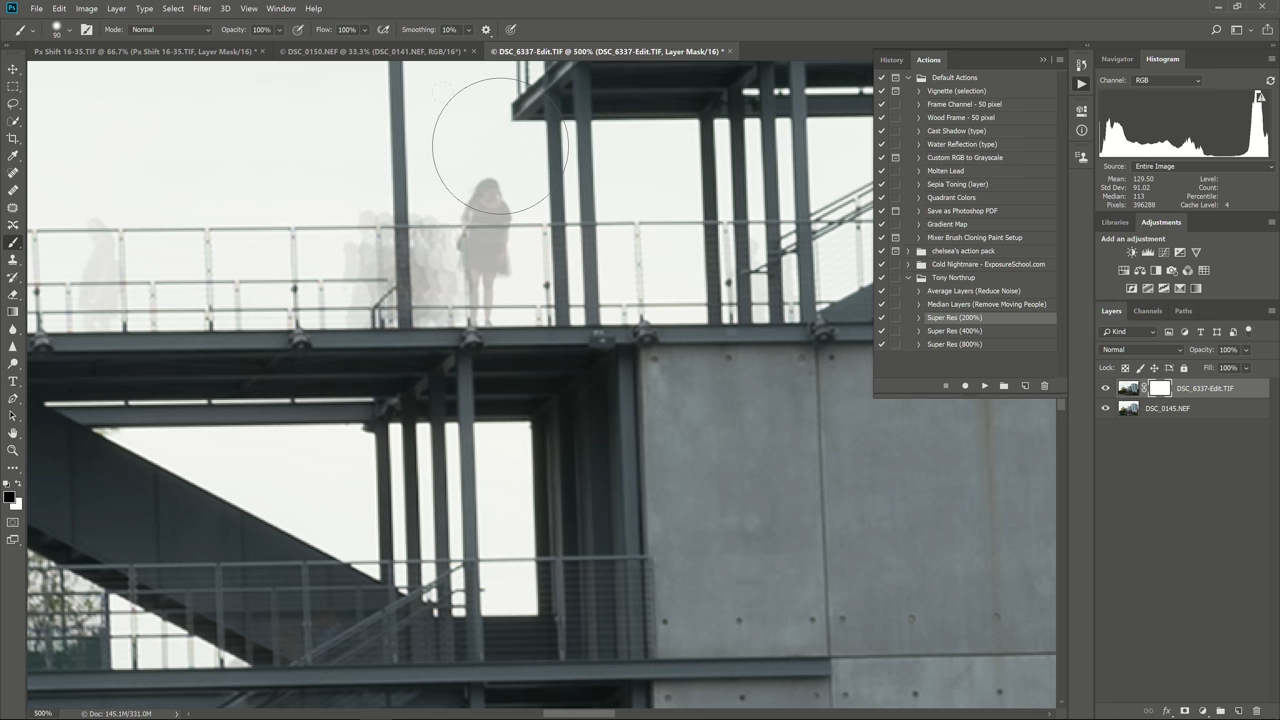 Ps File Edit Image Layer Type Select Filter 3D View Window Help
90 Mode: Normal Opacity: 100% Flow: 100% Smoothing: 10%
Px Shift 16-35.TIF @ 66.7% (Px Shift 16-35.TIF, Layer Mask/16) * ×
© DSC_0150.NEF @ 33.3% (DSC_0141.NEF, RGB/16*) * ×
© DSC_6337-Edit.TIF @ 500% (DSC_6337-Edit.TIF, Layer Mask/16) * ×
History Actions
Default Actions
Vignette (selection)
Frame Channel - 50 pixel
Wood Frame - 50 pixel
Cast Shadow (type)
Water Reflection (type)
Custom RGB to Grayscale
Molten Lead
Sepia Toning (layer)
Quadrant Colors
Save as Photoshop PDF
Gradient Map
Mixer Brush Cloning Paint Setup
chelsea's action pack
Cold Nightmare - ExposureSchool.com
Tony Northrup
Average Layers (Reduce Noise)
Median Layers (Remove Moving People)
Super Res (200%)
Super Res (400%)
Super Res (800%)
Navigator Histogram
Channel: RGB
Source: Entire Image
Mean: 129.50 Level:
Std Dev: 91.02 Count:
Median: 113 Percentile:
Pixels: 396288 Cache Level: 4
Libraries Adjustments
Add an adjustment
Layers Channels Paths
Kind
Normal Opacity: 100%
Lock: Fill: 100%
DSC_6337-Edit.TIF
DSC_0145.NEF
500% Doc: 145.1M/331.0M
fx